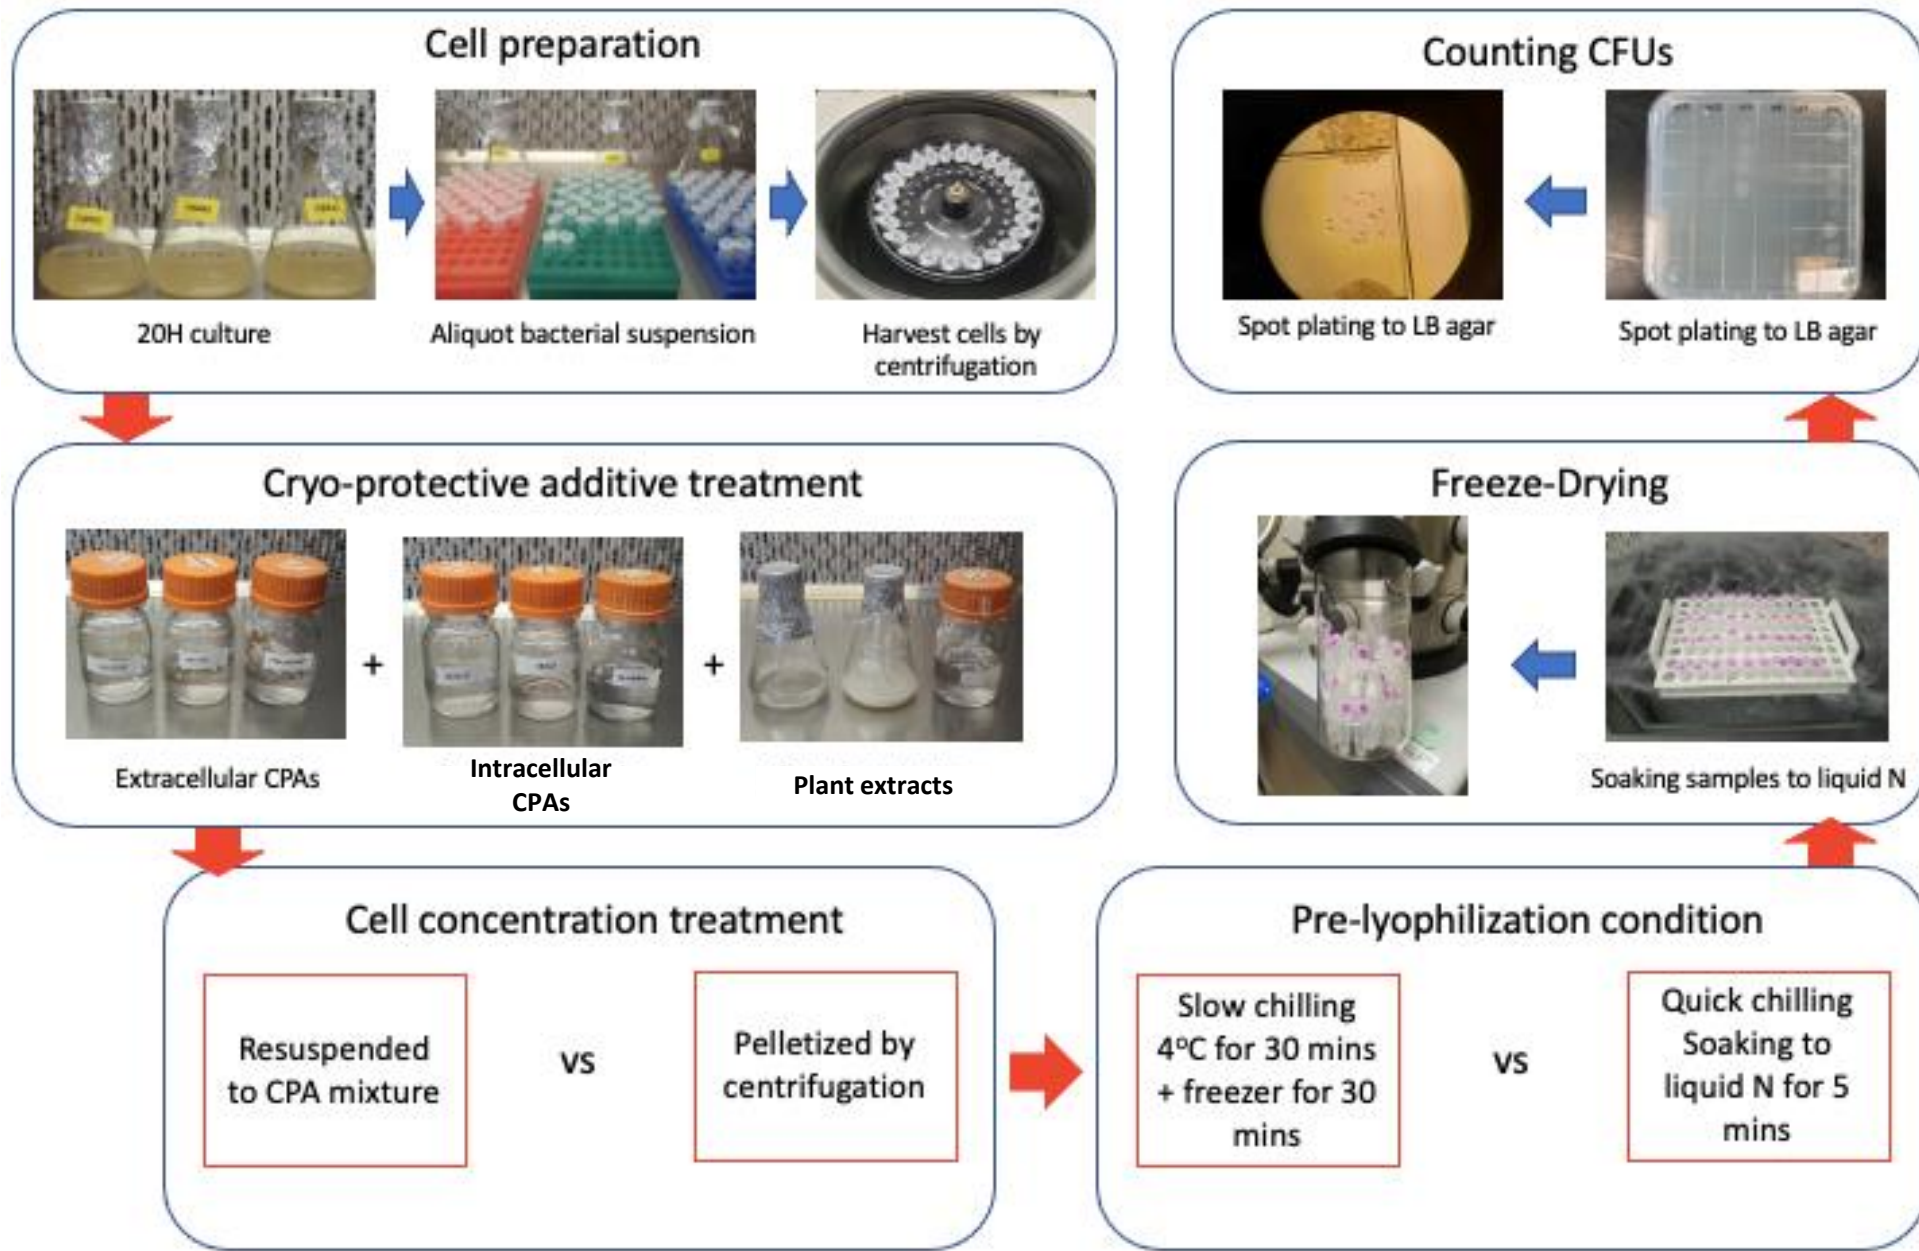 Cell preparation
20H culture
Aliquot bacterial suspension
Harvest cells by
centrifugation
Cryo-protective additive treatment
+
+
Extracellular CPAs
Intracellular
CPAs
Plant extracts
Cell concentration treatment
Resuspended
to CPA mixture
VS
Pelletized by
centrifugation
Pre-lyophilization condition
Slow chilling
4ºC for 30 mins
+ freezer for 30
mins
VS
Quick chilling
Soaking to
liquid N for 5
mins
Freeze-Drying
Soaking samples to liquid N
Counting CFUs
Spot plating to LB agar
Spot plating to LB agar